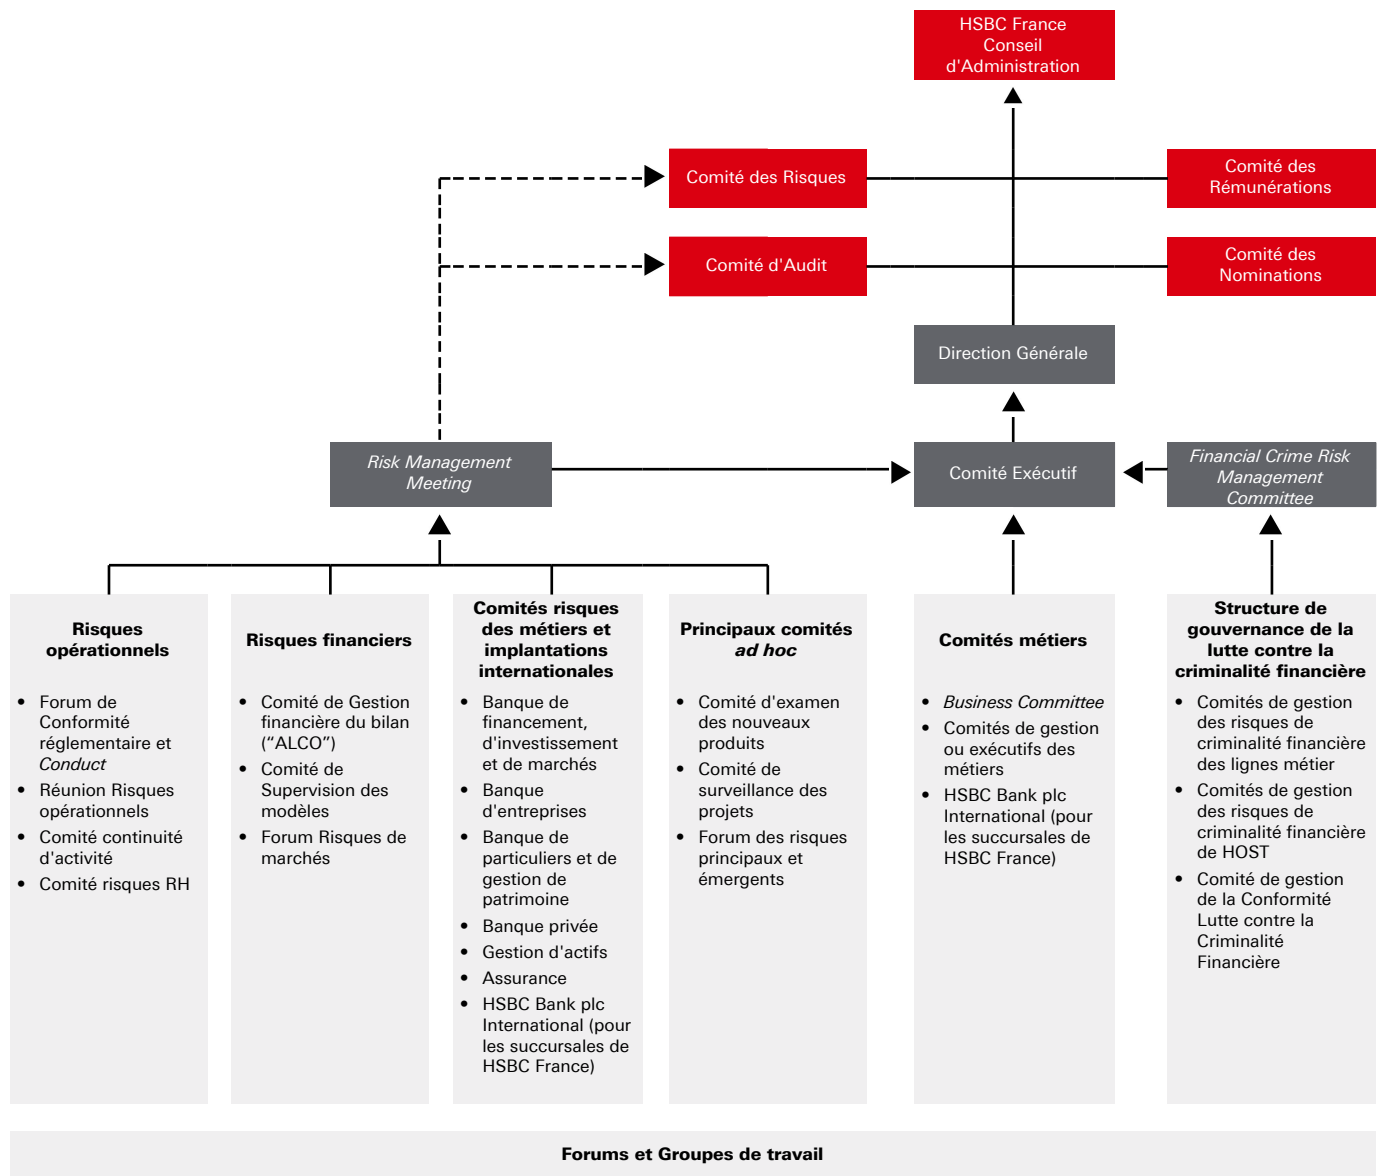 HSBC France
Conseil
d'Administration
Comité des Risques
Comité des
Rémunérations
Comité d'Audit
Comité des
Nominations
Direction Générale
Risk Management
Meeting
Comité Exécutif
Financial Crime Risk
Management
Committee
Risques
opérationnels
• Forum de
Conformité
réglementaire et
Conduct
• Réunion Risques
opérationnels
• Comité continuité
d'activité
• Comité risques RH
Risques financiers
• Comité de Gestion
financière du bilan
(“ALCO”)
• Comité de
Supervision des
modèles
• Forum Risques de
marchés
Comités risques
des métiers et
implantations
internationales
• Banque de
financement,
d'investissement
et de marchés
• Banque
d'entreprises
• Banque de
particuliers et de
gestion de
patrimoine
• Banque privée
• Gestion d'actifs
• Assurance
• HSBC Bank plc
International (pour
les succursales de
HSBC France)
Principaux comités
ad hoc
• Comité d'examen
des nouveaux
produits
• Comité de
surveillance des
projets
• Forum des risques
principaux et
émergents
Comités métiers
• Business Committee
• Comités de gestion
ou exécutifs des
métiers
• HSBC Bank plc
International (pour
les succursales de
HSBC France)
Structure de
gouvernance de la
lutte contre la
criminalité financière
• Comités de gestion
des risques de
criminalité financière
des lignes métier
• Comités de gestion
des risques de
criminalité financière
de HOST
• Comité de gestion
de la Conformité
Lutte contre la
Criminalité
Financière
Forums et Groupes de travail